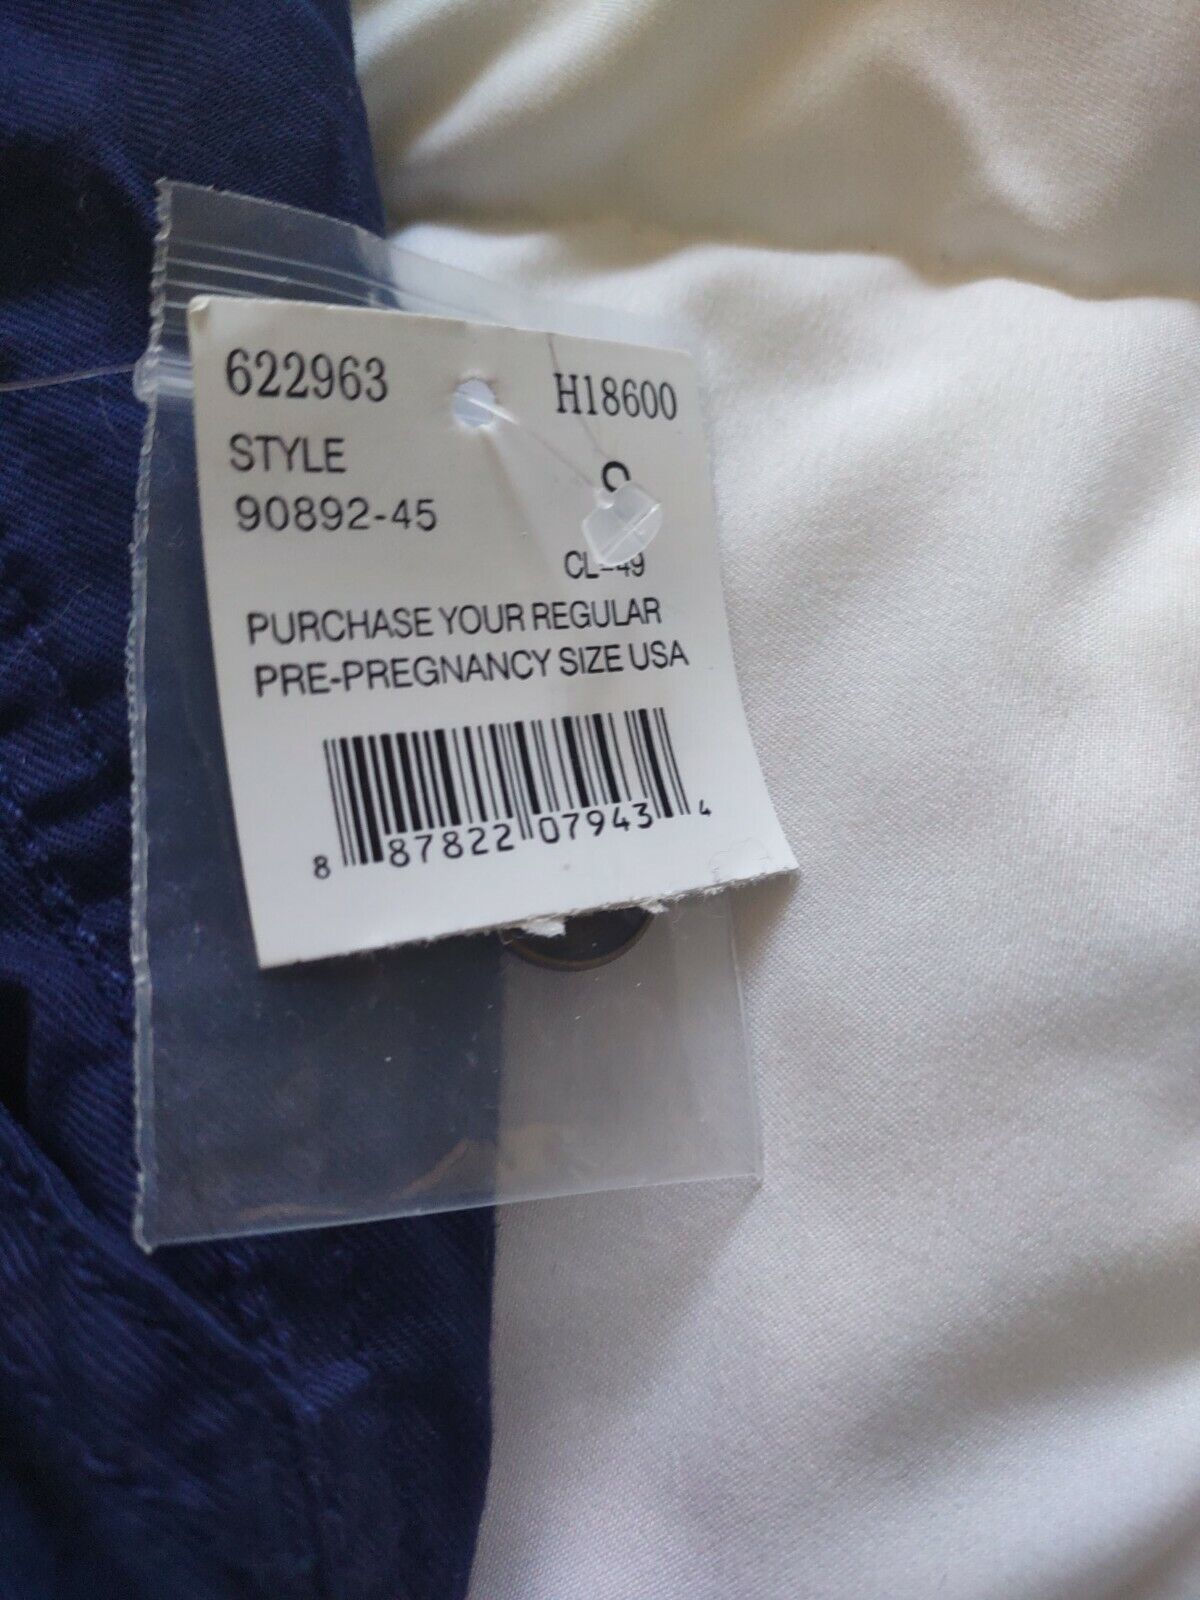 622963 H18600
STYLE
90892-45
CL-49
PURCHASE YOUR REGULAR
PRE-PREGNANCY SIZE USA
8 87822 07943 4